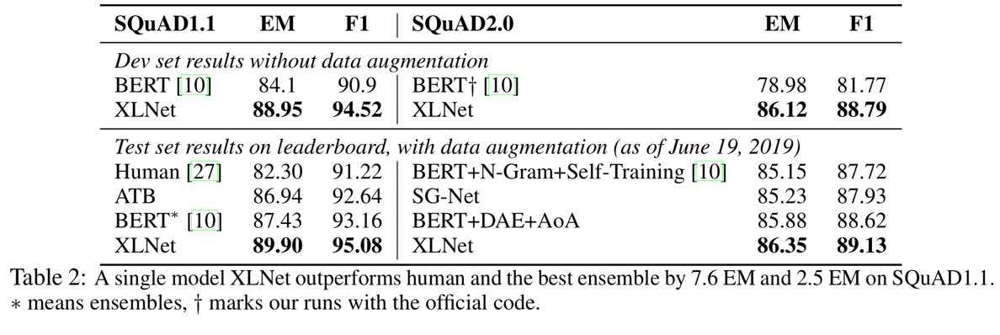 SQuAD1.1 EM F1 SQuAD2.0 EM F1
Dev set results without data augmentation
BERT [10] 84.1 90.9 BERT† [10] 78.98 81.77
XLNet 88.95 94.52 XLNet 86.12 88.79
Test set results on leaderboard, with data augmentation (as of June 19, 2019)
Human [27] 82.30 91.22 BERT+N-Gram+Self-Training [10] 85.15 87.72
ATB 86.94 92.64 SG-Net 85.23 87.93
BERT* [10] 87.43 93.16 BERT+DAE+AoA 85.88 88.62
XLNet 89.90 95.08 XLNet 86.35 89.13
Table 2: A single model XLNet outperforms human and the best ensemble by 7.6 EM and 2.5 EM on SQuAD1.1.
* means ensembles, † marks our runs with the official code.